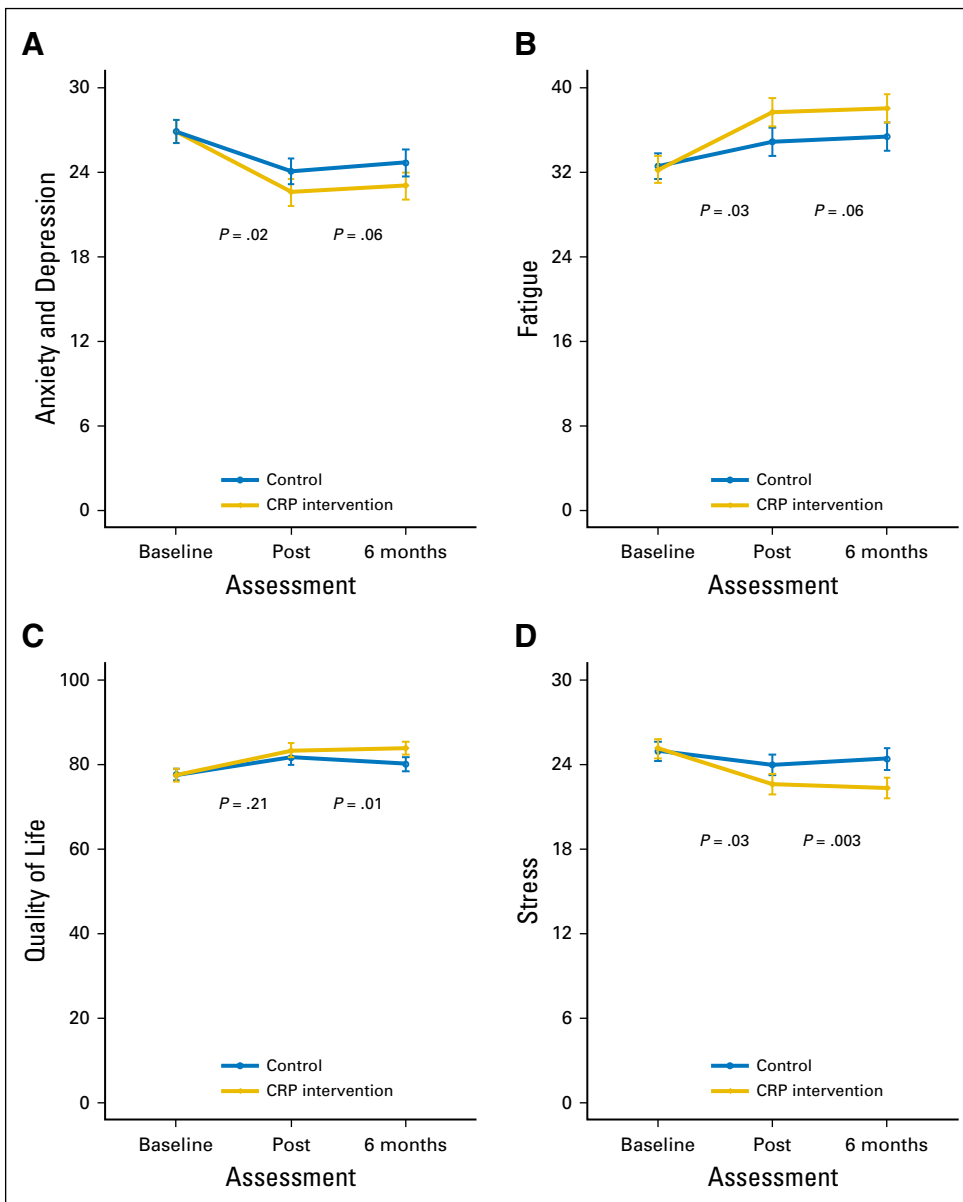 A
30
24
18
12
6
0
Anxiety and Depression
P = .02
P = .06
Control
CRP intervention
Baseline
Post
6 months
Assessment
B
40
32
24
16
8
0
Fatigue
P = .03
P = .06
Control
CRP intervention
Baseline
Post
6 months
Assessment
C
100
80
60
40
20
0
Quality of Life
P = .21
P = .01
Control
CRP intervention
Baseline
Post
6 months
Assessment
D
30
24
18
12
6
0
Stress
P = .03
P = .003
Control
CRP intervention
Baseline
Post
6 months
Assessment